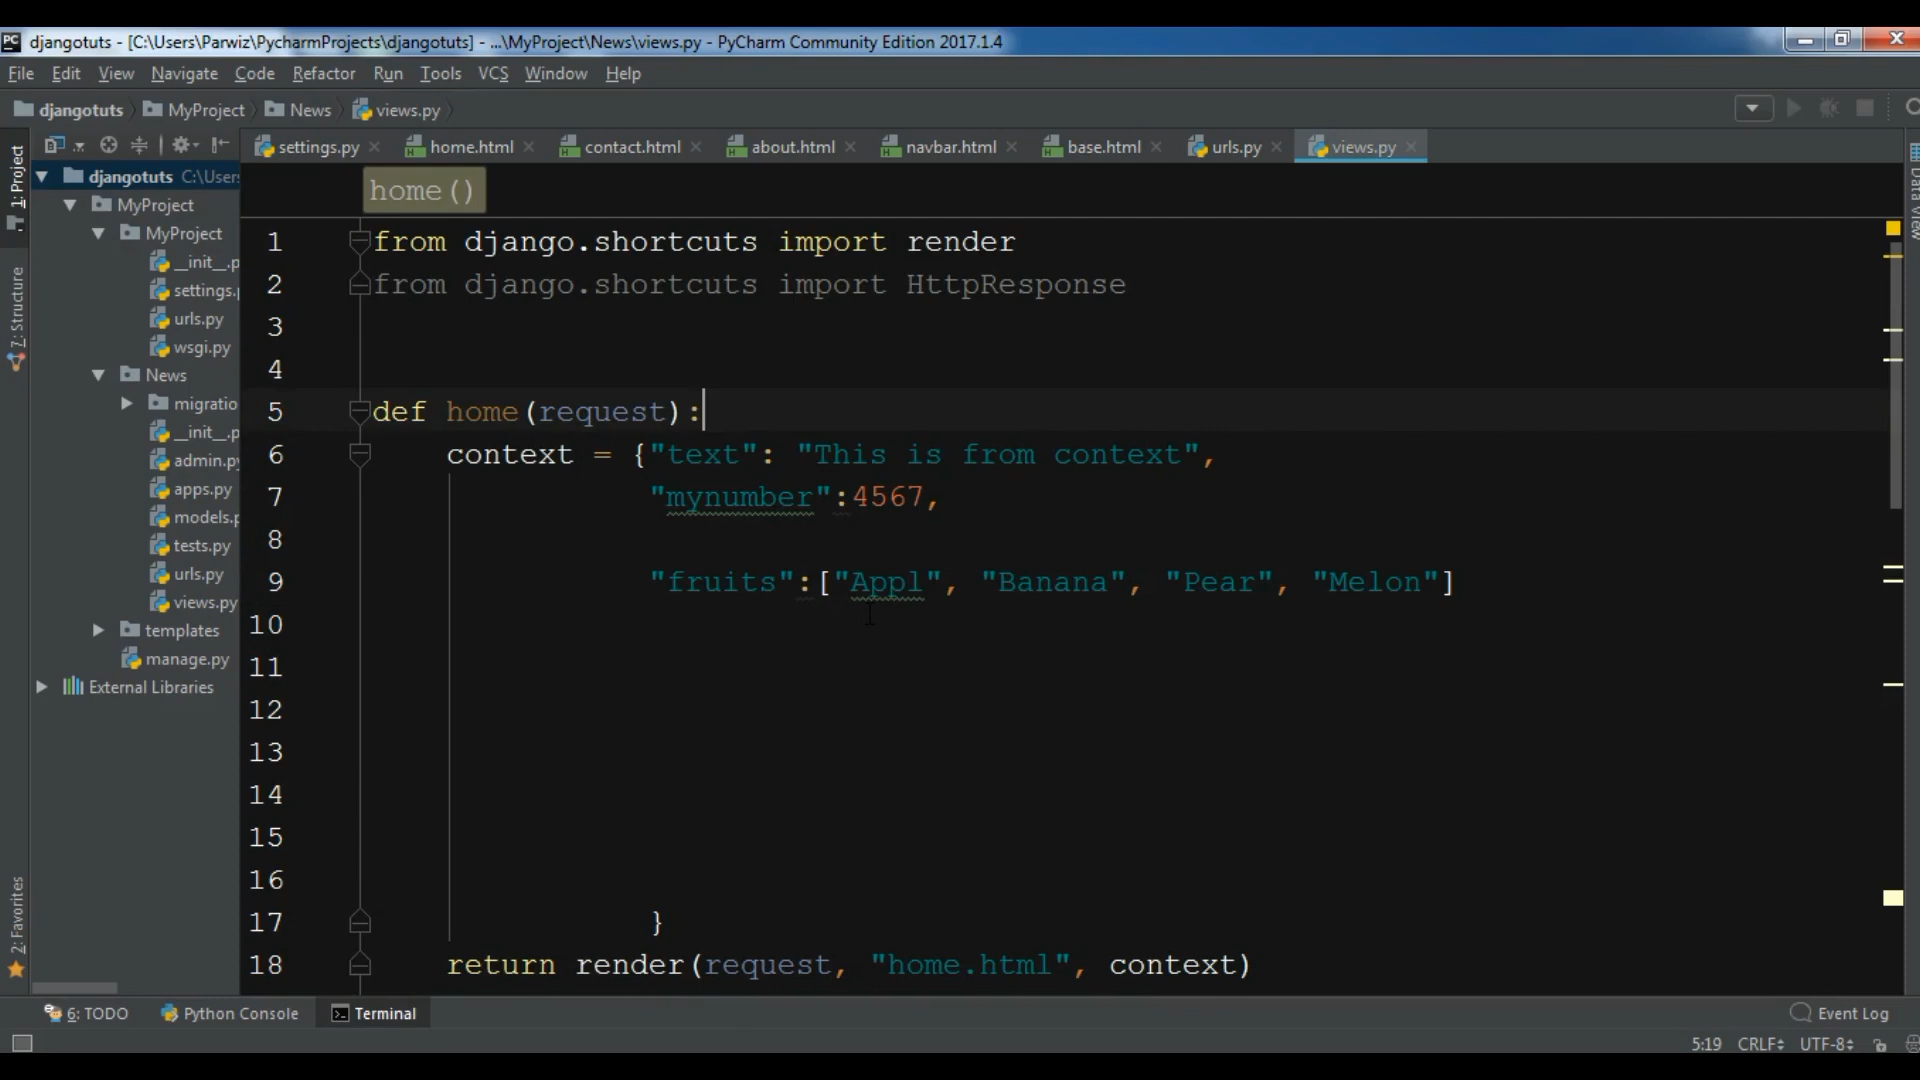 djangotuts - [C:\Users\Parwiz\PycharmProjects\djangotuts] - ...\MyProject\News\views.py - PyCharm Community Edition 2017.1.4
File Edit View Navigate Code Refactor Run Tools VCS Window Help
djangotuts MyProject News views.py
settings.py home.html contact.html about.html navbar.html base.html urls.py views.py
1: Project
7: Structure
2: Favorites
Data View
djangotuts C:\Users
MyProject
MyProject
__init__.p
settings.
urls.py
wsgi.py
News
migratio
__init__.p
admin.py
apps.py
models.p
tests.py
urls.py
views.py
templates
manage.py
External Libraries
home()
1 from django.shortcuts import render
2 from django.shortcuts import HttpResponse
3
4
5 def home(request):
6 context = {"text": "This is from context",
7 "mynumber":4567,
8
9 "fruits":["Appl", "Banana", "Pear", "Melon"]
10
11
12
13
14
15
16
17 }
18 return render(request, "home.html", context)
6: TODO Python Console Terminal Event Log
5:19 CRLF UTF-8